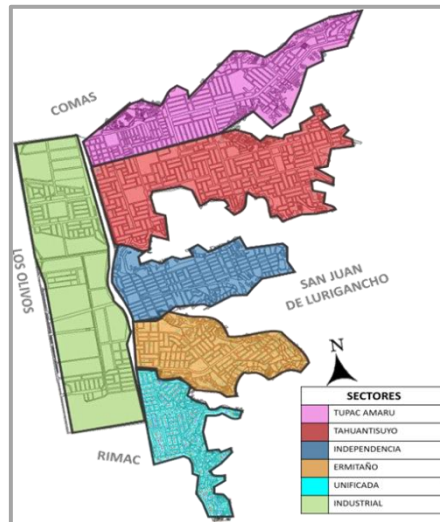 COMAS
LOS OLIVOS
SAN JUAN
DE LURIGANCHO
RIMAC
N
SECTORES
TUPAC AMARU
TAHUANTISUYO
INDEPENDENCIA
ERMITAÑO
UNIFICADA
INDUSTRIAL